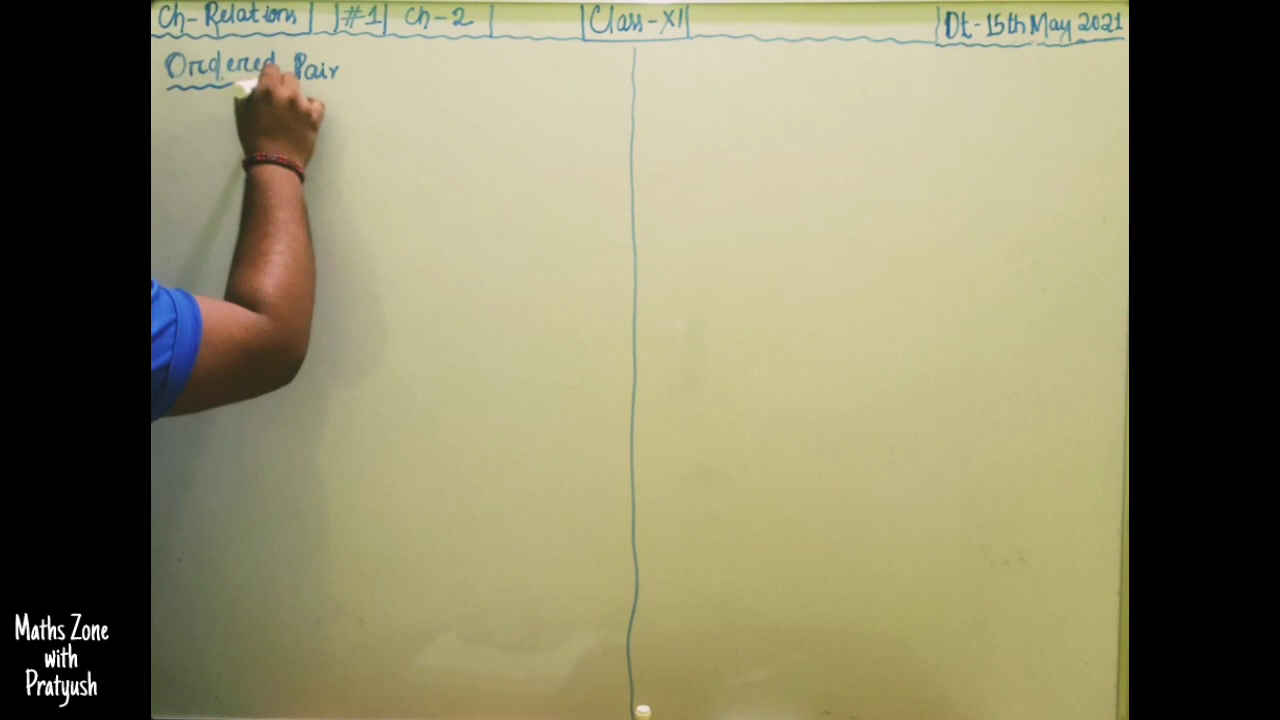 Ch- Relations | |#1| Ch-2 | |Class-XI| |Dt-15th May 2021
Ordered Pair
Maths Zone
with
Pratyush